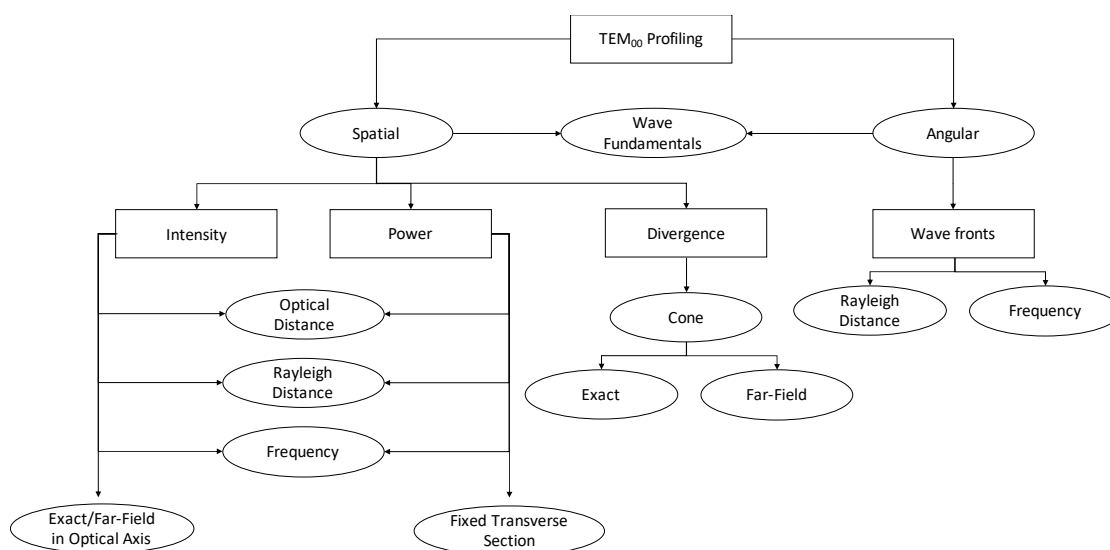 TEM₀₀ Profiling
Spatial
Wave
Fundamentals
Angular
Intensity
Power
Divergence
Wave fronts
Optical
Distance
Rayleigh
Distance
Frequency
Cone
Rayleigh
Distance
Frequency
Exact
Far-Field
Exact/Far-Field
in Optical Axis
Fixed Transverse
Section